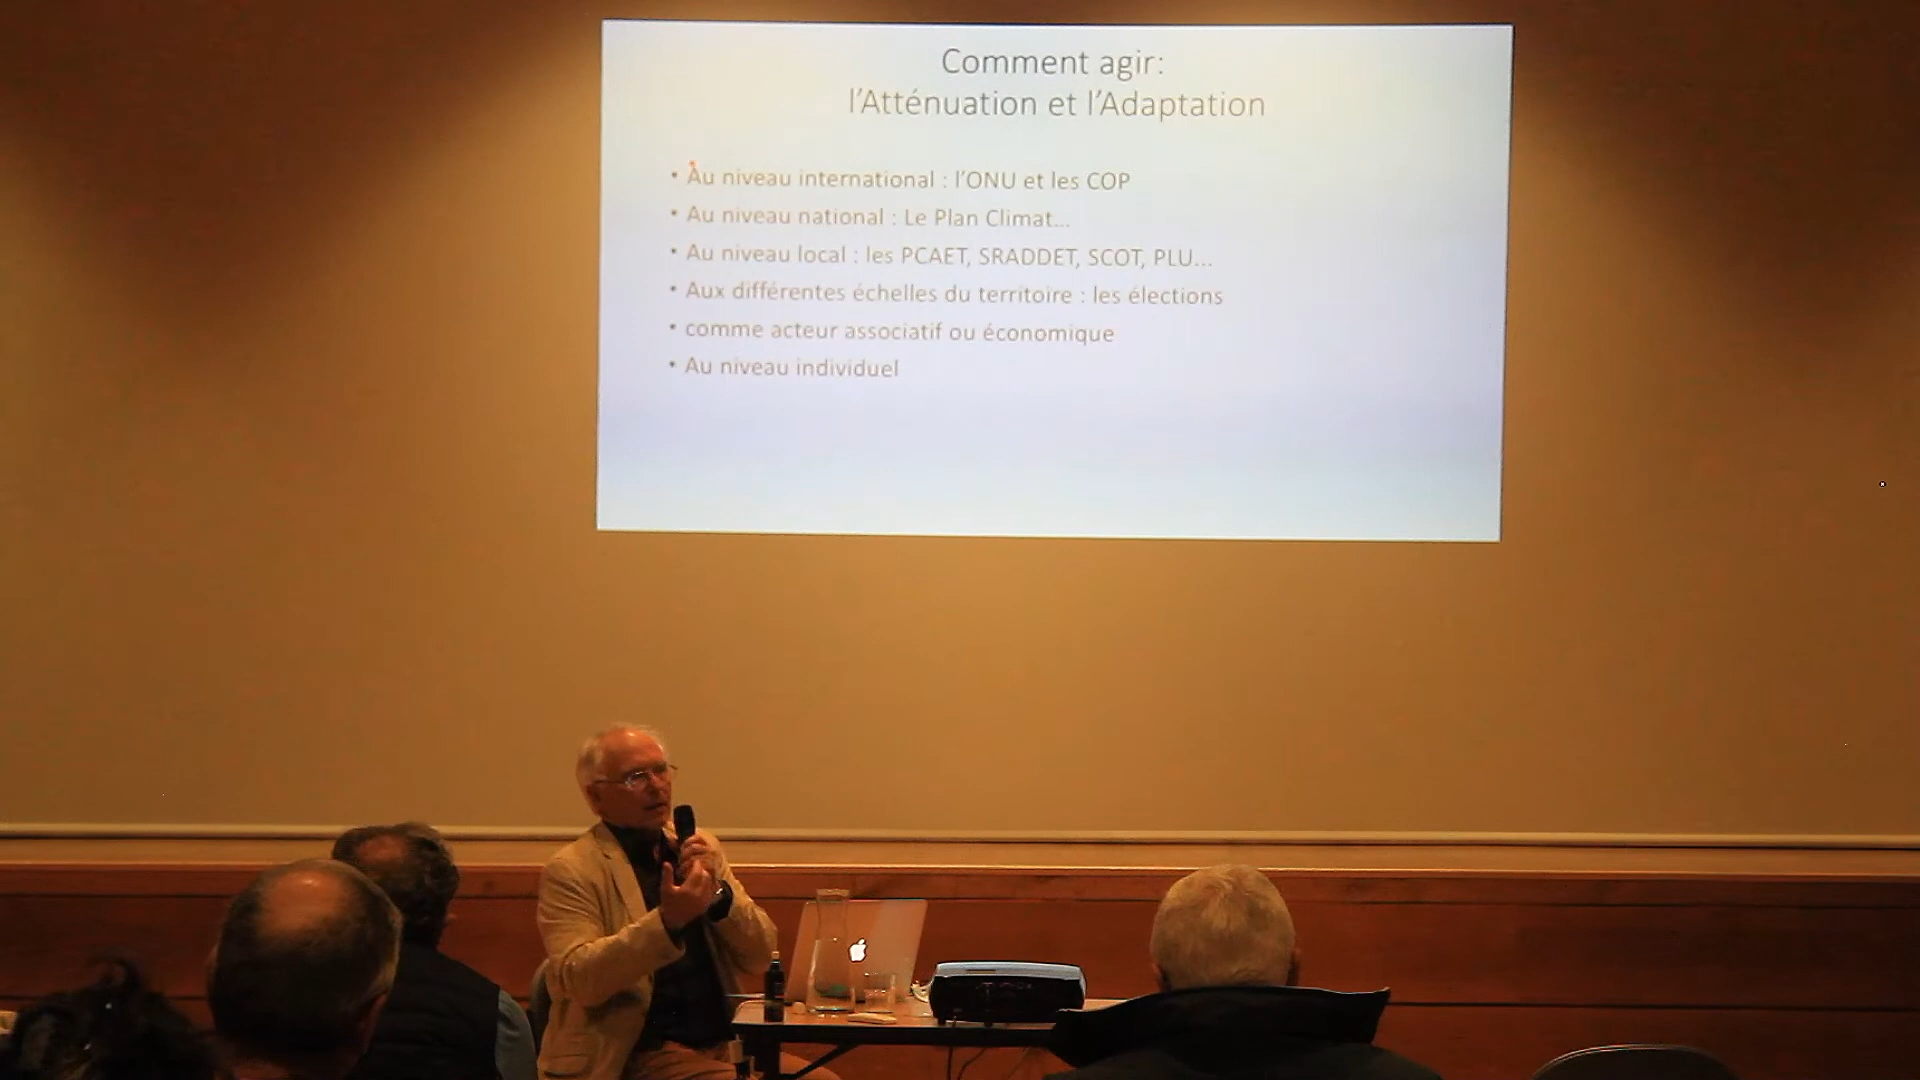 Comment agir:
l'Atténuation et l'Adaptation
• Au niveau international : l'ONU et les COP
• Au niveau national : Le Plan Climat...
• Au niveau local : les PCAET, SRADDET, SCOT, PLU...
• Aux différentes échelles du territoire : les élections
• comme acteur associatif ou économique
• Au niveau individuel